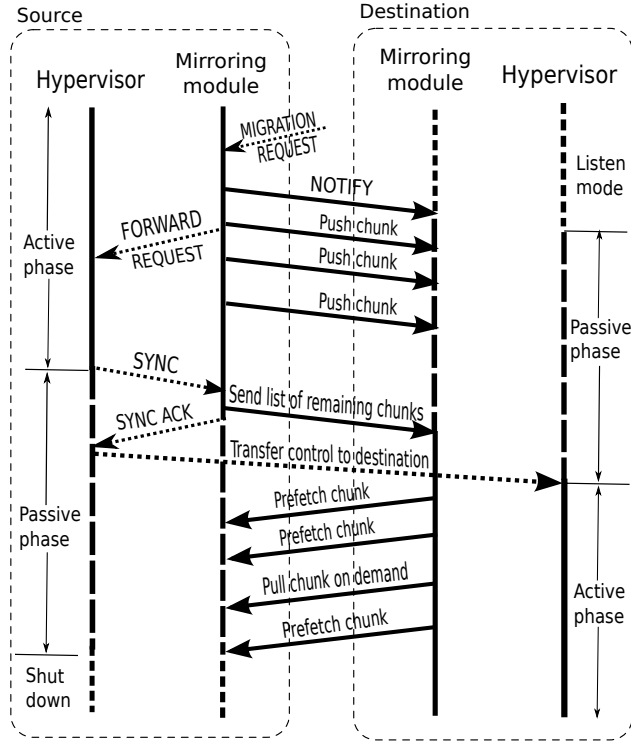 Source
Destination
Hypervisor
Mirroring
module
Mirroring
module
Hypervisor
MIGRATION
REQUEST
Listen
mode
NOTIFY
FORWARD
REQUEST
Push chunk
Active
phase
Push chunk
Push chunk
Passive
phase
SYNC
Send list of remaining chunks
SYNC ACK
Transfer control to destination
Prefetch chunk
Passive
phase
Prefetch chunk
Pull chunk on demand
Active
phase
Prefetch chunk
Shut
down